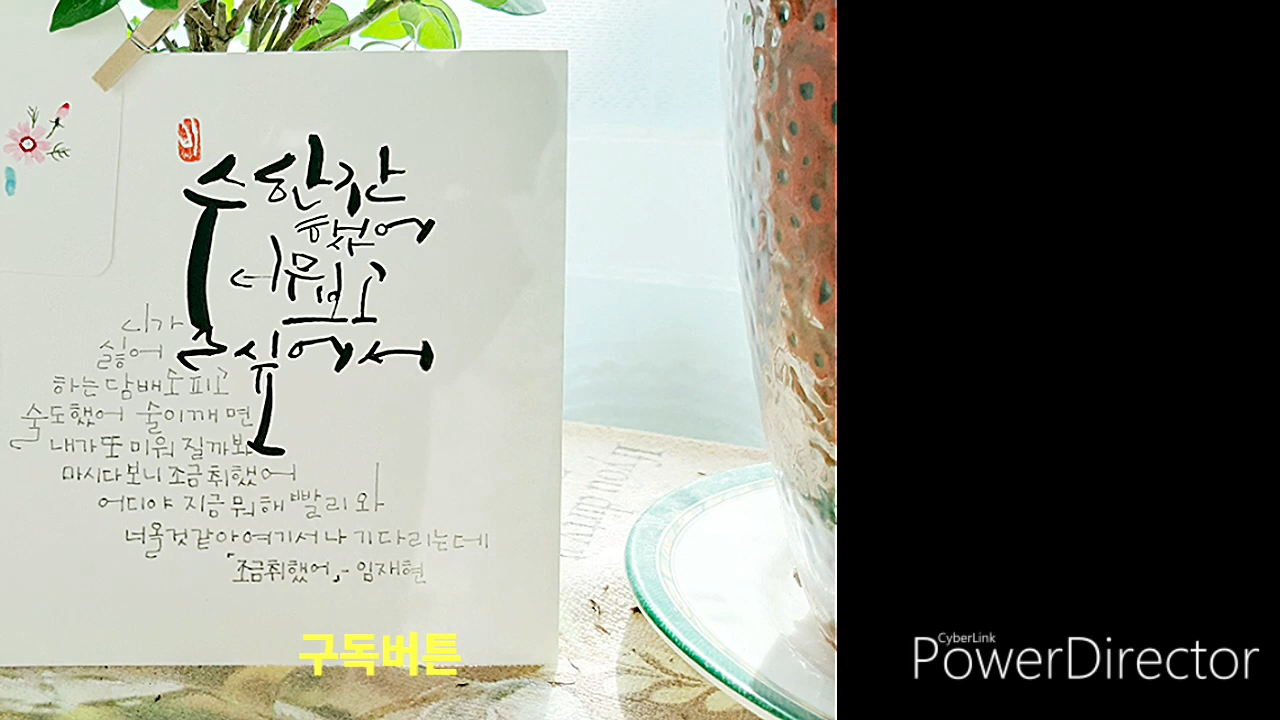 술 한잔
했어
너무 보고
싶어서
니가
싫어
하는 담배도 피고
술도 했어 술이 깨면
내가 또 미워 질까봐
마시다 보니 조금 취했어
어디야 지금 뭐해 빨리 와
너올것같아 여기서 나 기다리는데
「조금취했어」- 임재현
구독버튼
CyberLink
PowerDirector